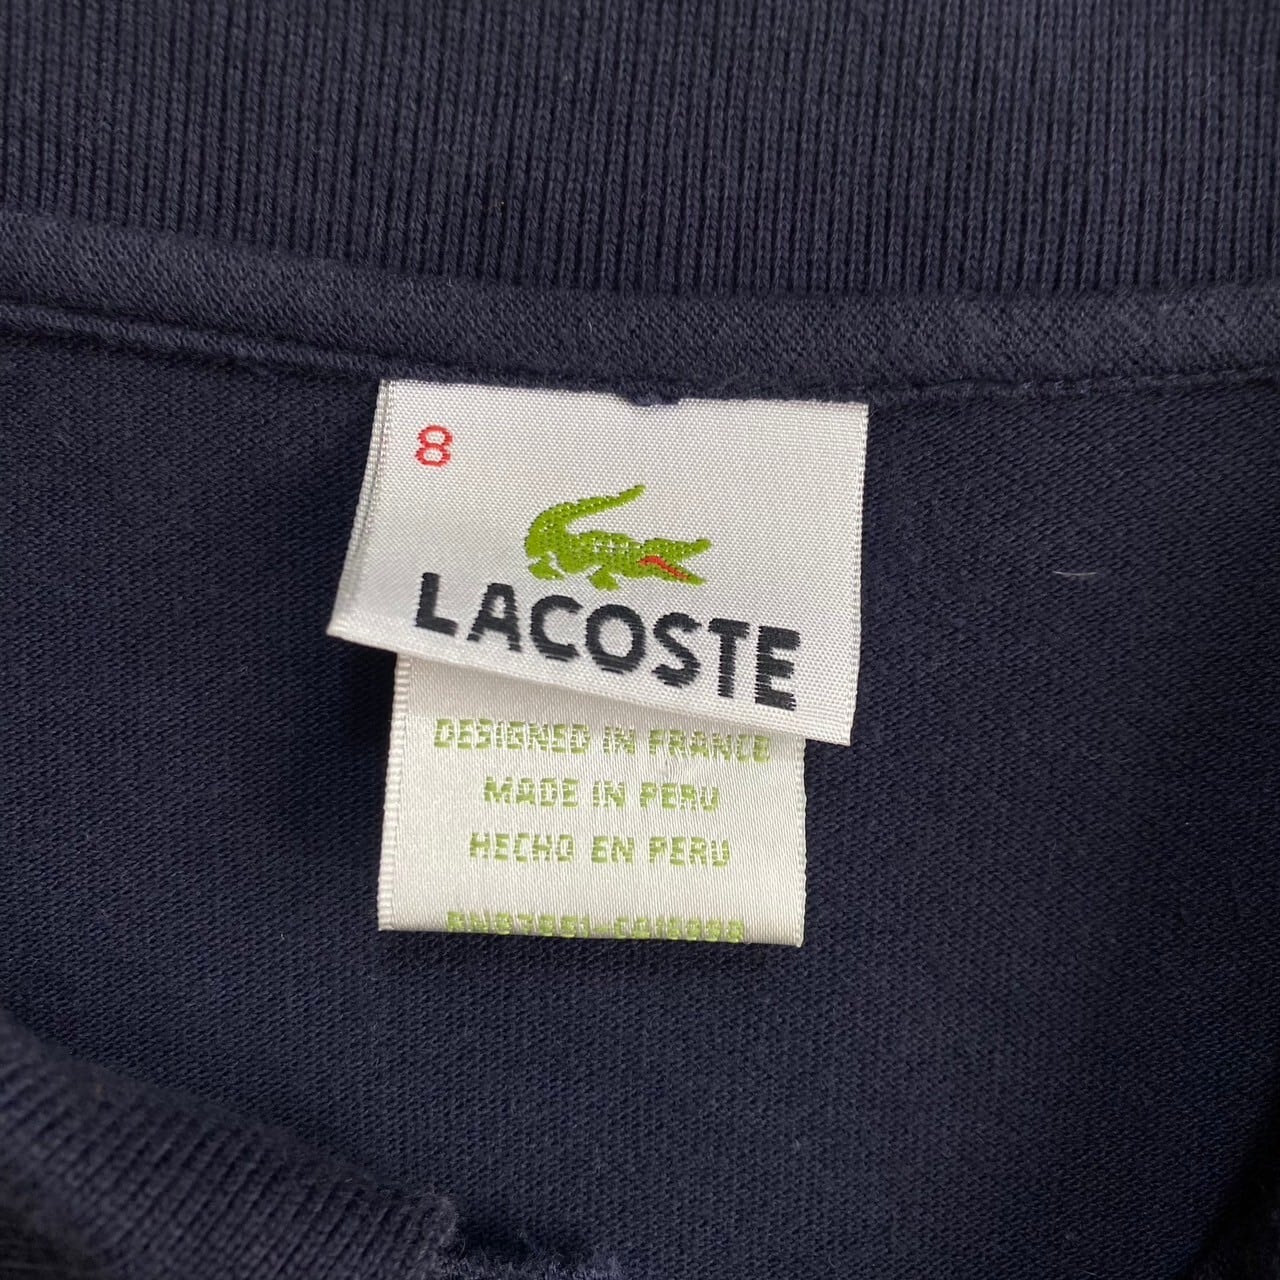 8
LACOSTE
DESIGNED IN FRANCE
MADE IN PERU
HECHO EN PERU